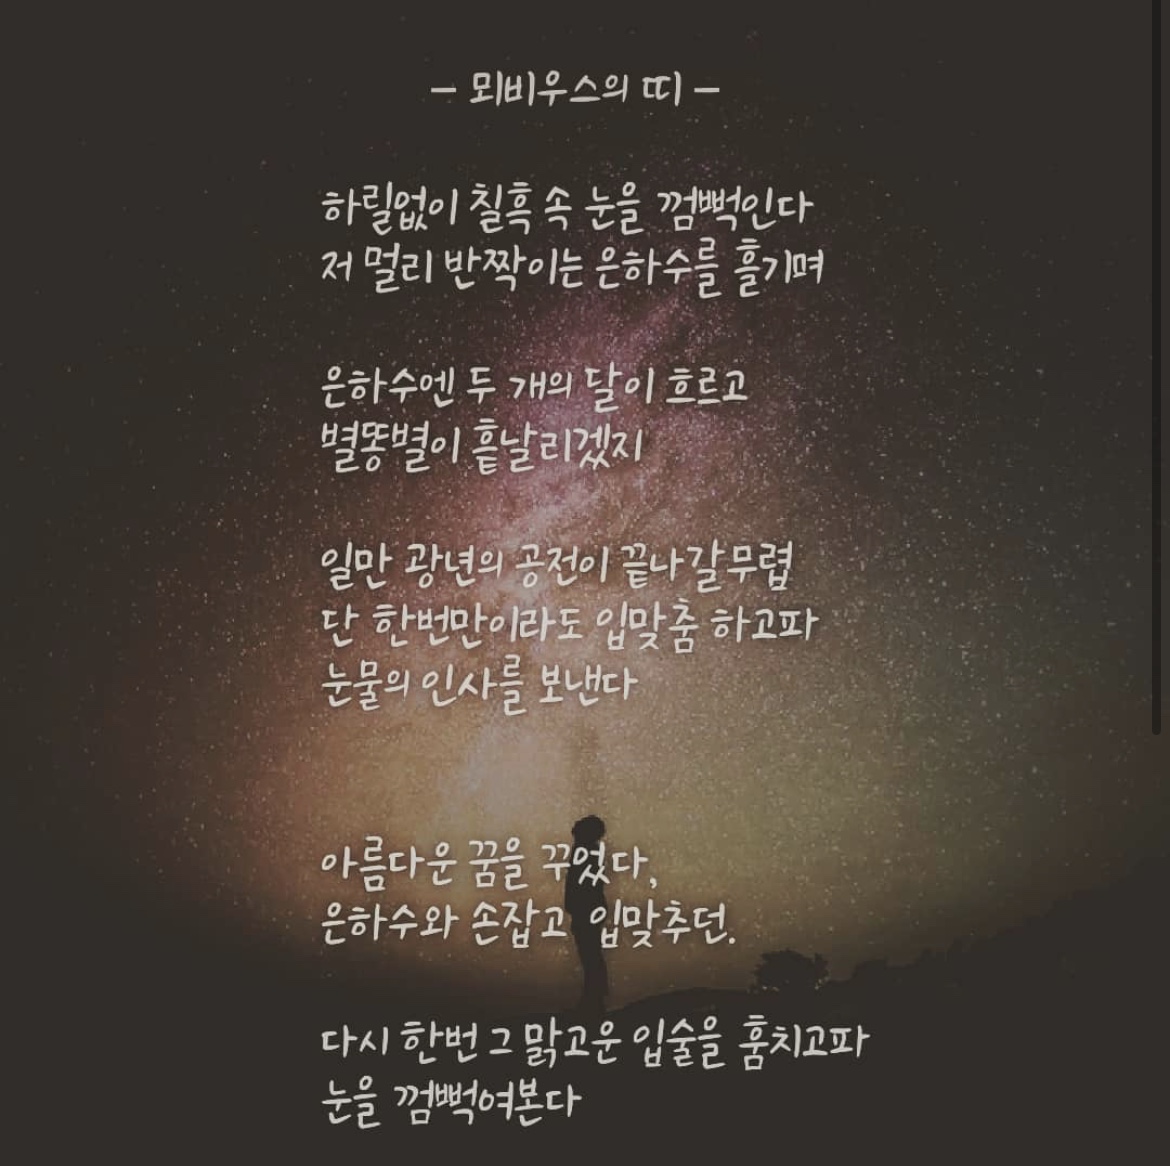 - 뫼비우스의 띠 -
하릴없이 칠흑 속 눈을 껌뻑인다
저 멀리 반짝이는 은하수를 흘기며
은하수엔 두 개의 달이 흐르고
별똥별이 흩날리겠지
일만 광년의 공전이 끝나갈무렵
단 한번만이라도 입맞춤 하고파
눈물의 인사를 보낸다
아름다운 꿈을 꾸었다,
은하수와 손잡고 입맞추던.
다시 한번 그 맑고운 입술을 훔치고파
눈을 껌뻑여본다